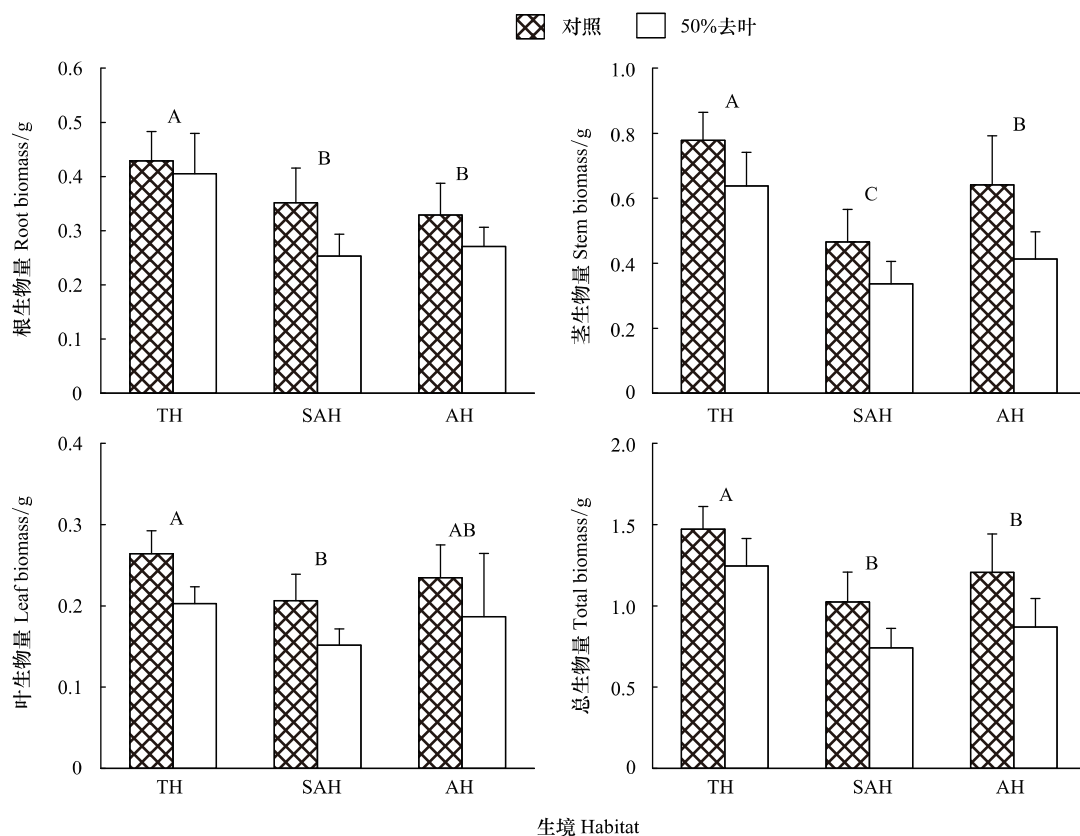 对照 50%去叶
根生物量 Root biomass/g
0.6
0.5
0.4
0.3
0.2
0.1
0
A
B
B
TH SAH AH
茎生物量 Stem biomass/g
1.0
0.8
0.6
0.4
0.2
0
A
C
B
TH SAH AH
叶生物量 Leaf biomass/g
0.4
0.3
0.2
0.1
0
A
B
AB
TH SAH AH
总生物量 Total biomass/g
2.0
1.5
1.0
0.5
0
A
B
B
TH SAH AH
生境 Habitat